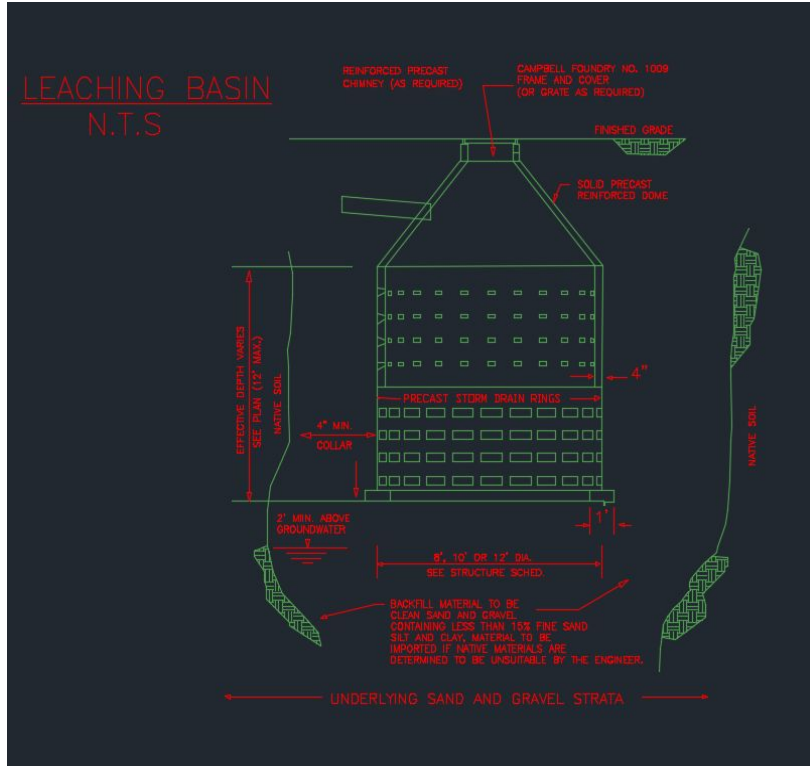 LEACHING BASIN
N.T.S
REINFORCED PRECAST
CHIMNEY (AS REQUIRED)
CAMPBELL FOUNDRY NO. 1009
FRAME AND COVER
(OR GRATE AS REQUIRED)
FINISHED GRADE
SOLID PRECAST
REINFORCED DOME
EFFECTIVE DEPTH VARIES
SEE PLAN (12' MAX.)
NATIVE SOIL
4"
PRECAST STORM DRAIN RINGS
4' MIN.
COLLAR
NATIVE SOIL
2' MIN. ABOVE
GROUNDWATER
1'
8', 10' OR 12' DIA.
SEE STRUCTURE SCHED.
BACKFILL MATERIAL TO BE
CLEAN SAND AND GRAVEL
CONTAINING LESS THAN 15% FINE SAND
SILT AND CLAY, MATERIAL TO BE
IMPORTED IF NATIVE MATERIALS ARE
DETERMINED TO BE UNSUITABLE BY THE ENGINEER.
UNDERLYING SAND AND GRAVEL STRATA